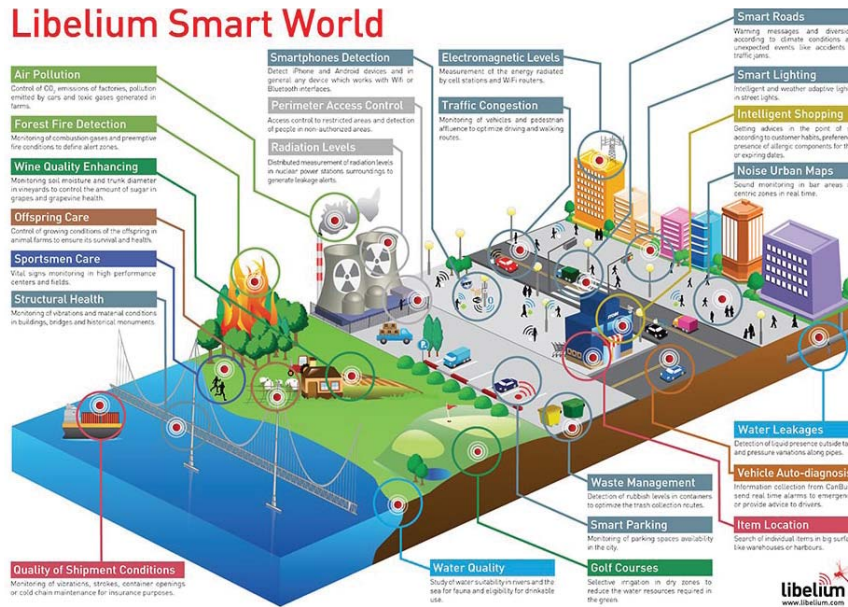 Libelium Smart World
Air Pollution
Control of CO₂ emissions of factories, pollution
emitted by cars and toxic gases generated in
farms.
Forest Fire Detection
Monitoring of combustion gases and preemptive
fire conditions to define alert zones.
Wine Quality Enhancing
Monitoring soil moisture and trunk diameter
in vineyards to control the amount of sugar in
grapes and grapevine health.
Offspring Care
Control of growing conditions of the offspring in
animal farms to ensure its survival and health.
Sportsmen Care
Vital signs monitoring in high performance
centers and fields.
Structural Health
Monitoring of vibrations and material conditions
in buildings, bridges and historical monuments.
Quality of Shipment Conditions
Monitoring of vibrations, strokes, container openings
or cold chain maintenance for insurance purposes.
Smartphones Detection
Detect iPhone and Android devices and in
general any device which works with Wifi or
Bluetooth interfaces.
Perimeter Access Control
Access control to restricted areas and detection
of people in non-authorized areas.
Radiation Levels
Distributed measurement of radiation levels
in nuclear power stations surroundings to
generate leakage alerts.
Electromagnetic Levels
Measurement of the energy radiated
by cell stations and WiFi routers.
Traffic Congestion
Monitoring of vehicles and pedestrian
affluence to optimize driving and walking
routes.
Smart Roads
Warning messages and diversion
according to climate conditions a
unexpected events like accidents
traffic jams.
Smart Lighting
Intelligent and weather adaptive light
in street lights.
Intelligent Shopping
Getting advices in the point of s
according to customer habits, preferen
presence of allergic components for th
or expiring dates.
Noise Urban Maps
Sound monitoring in bar areas
centric zones in real time.
Water Leakages
Detection of liquid presence outside ta
and pressure variations along pipes.
Vehicle Auto-diagnosis
Information collection from CanBus
send real time alarms to emergenc
or provide advice to drivers.
Item Location
Search of individual items in big surfa
like warehouses or harbours.
Waste Management
Detection of rubbish levels in containers
to optimize the trash collection routes.
Smart Parking
Monitoring of parking spaces availability
in the city.
Golf Courses
Selective irrigation in dry zones to
reduce the water resources required in
the green.
Water Quality
Study of water suitability in rivers and the
sea for fauna and eligibility for drinkable
use.
P
libelium
www.libelium.com